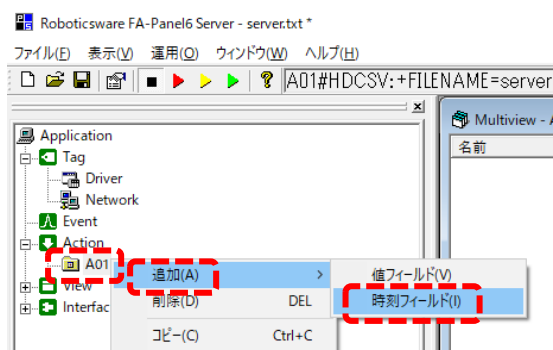 Roboticsware FA-Panel6 Server - server.txt *
ファイル(F) 表示(V) 運用(O) ウィンドウ(W) ヘルプ(H)
A01#HDCSV:+FILENAME=server
Multiview - A
名前
Application
Tag
Driver
Network
Event
Action
A01
View
Interfac
追加(A)
削除(D) DEL
コピー(C) Ctrl+C
値フィールド(V)
時刻フィールド(I)